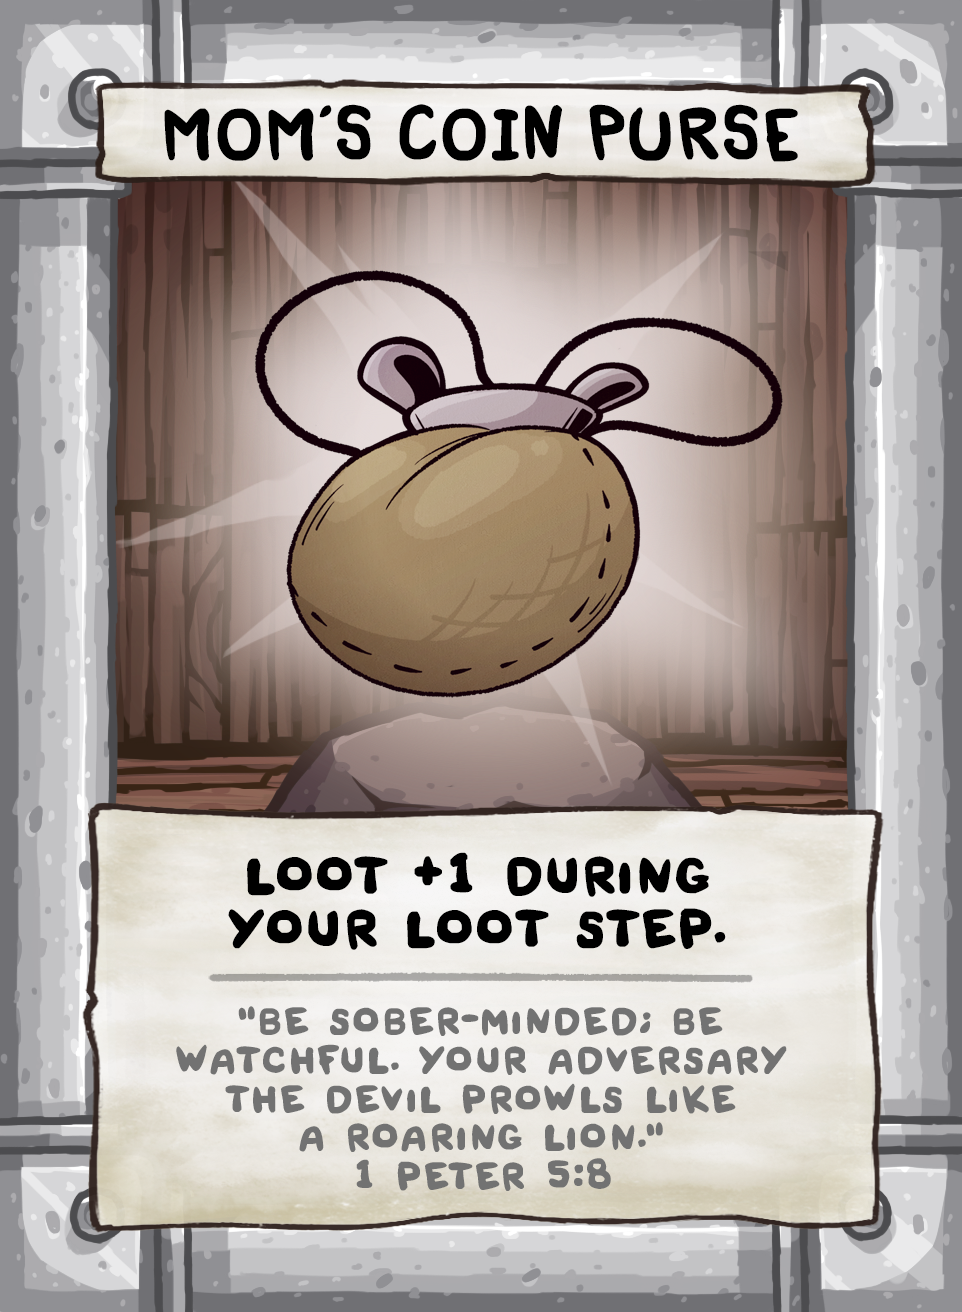 MOM'S COIN PURSE
LOOT +1 DURING
YOUR LOOT STEP.
"BE SOBER-MINDED; BE
WATCHFUL. YOUR ADVERSARY
THE DEVIL PROWLS LIKE
A ROARING LION."
1 PETER 5:8